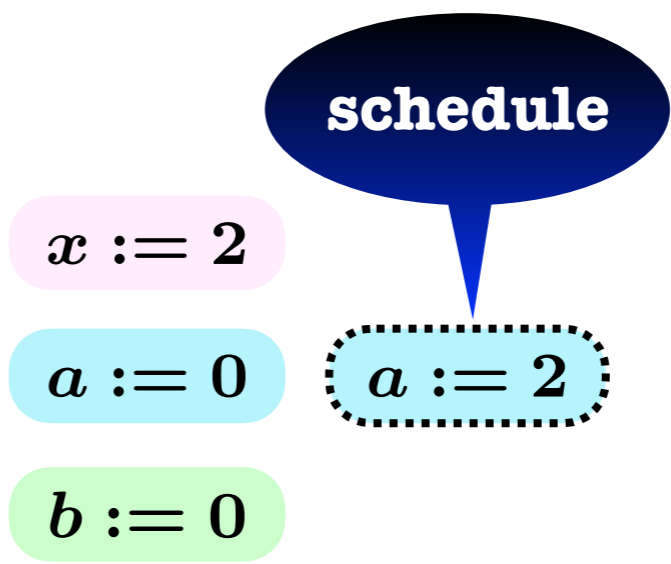 schedule
x := 2
a := 0
a := 2
b := 0